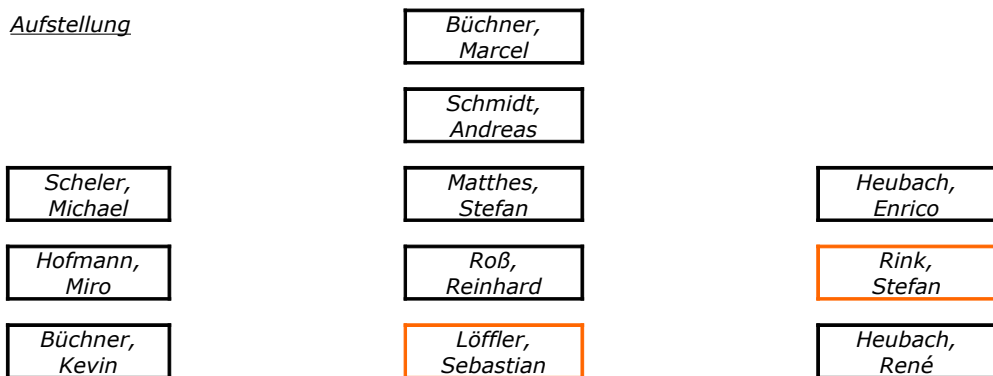 Aufstellung
Büchner,
Marcel
Schmidt,
Andreas
Scheler,
Michael
Matthes,
Stefan
Heubach,
Enrico
Hofmann,
Miro
Roß,
Reinhard
Rink,
Stefan
Büchner,
Kevin
Löffler,
Sebastian
Heubach,
René